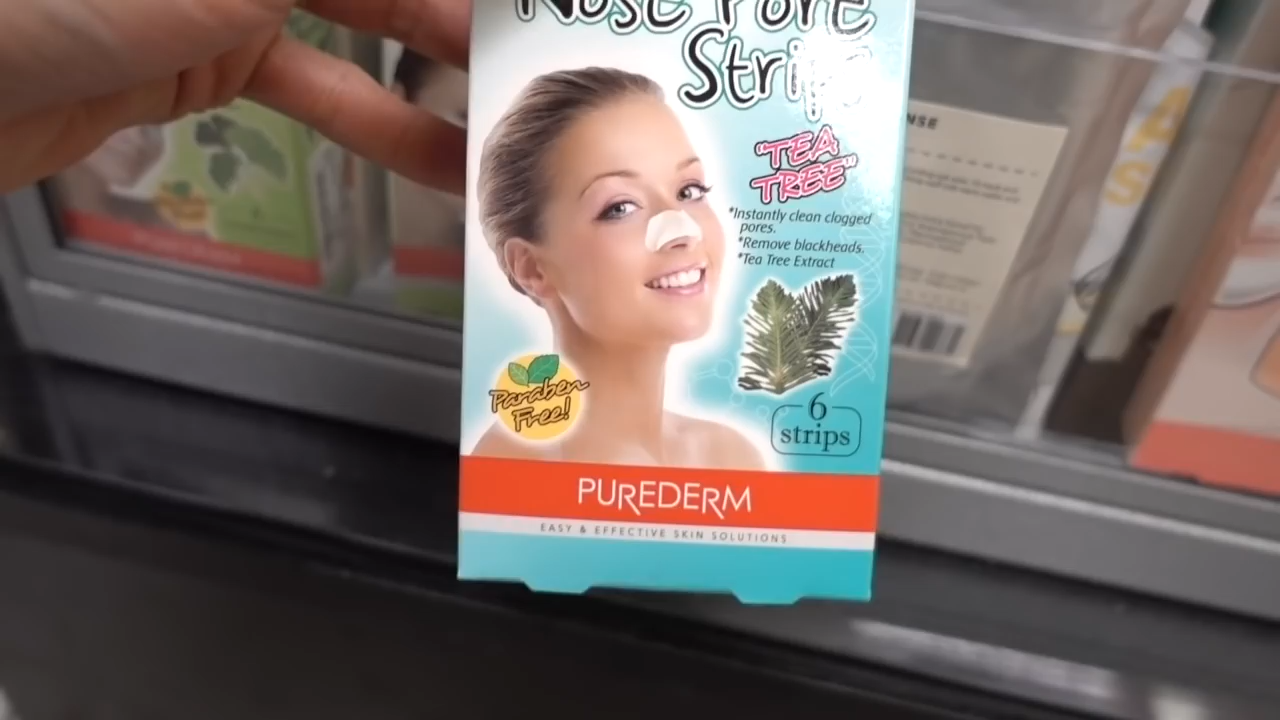 Nose Pore
Strips
"TEA
TREE"
*Instantly clean clogged
pores.
*Remove blackheads.
*Tea Tree Extract
Paraben
Free!
6
strips
PUREDERM
EASY & EFFECTIVE SKIN SOLUTIONS
NSE